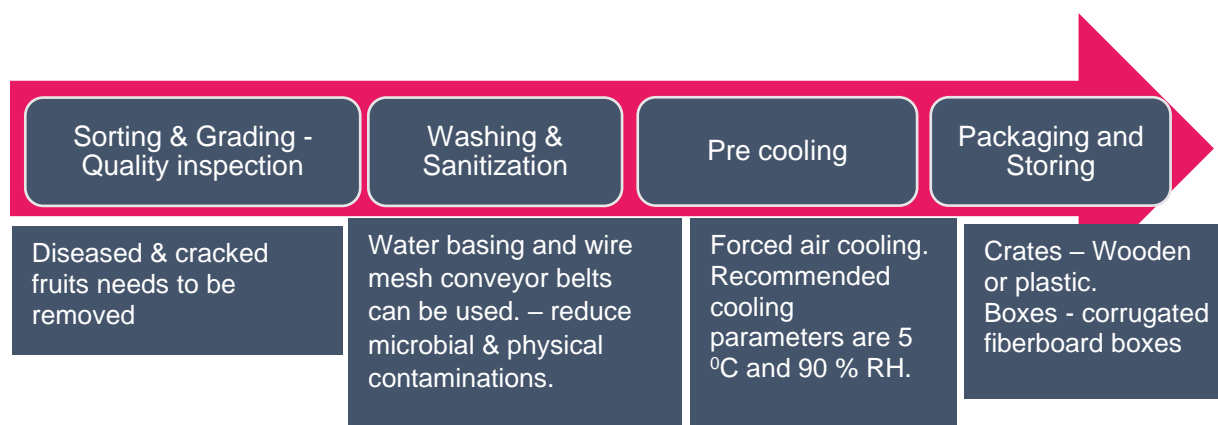 Sorting & Grading -
Quality inspection
Washing &
Sanitization
Pre cooling
Packaging and
Storing
Diseased & cracked
fruits needs to be
removed
Water basing and wire
mesh conveyor belts
can be used. – reduce
microbial & physical
contaminations.
Forced air cooling.
Recommended
cooling
parameters are 5
⁰C and 90 % RH.
Crates – Wooden
or plastic.
Boxes - corrugated
fiberboard boxes